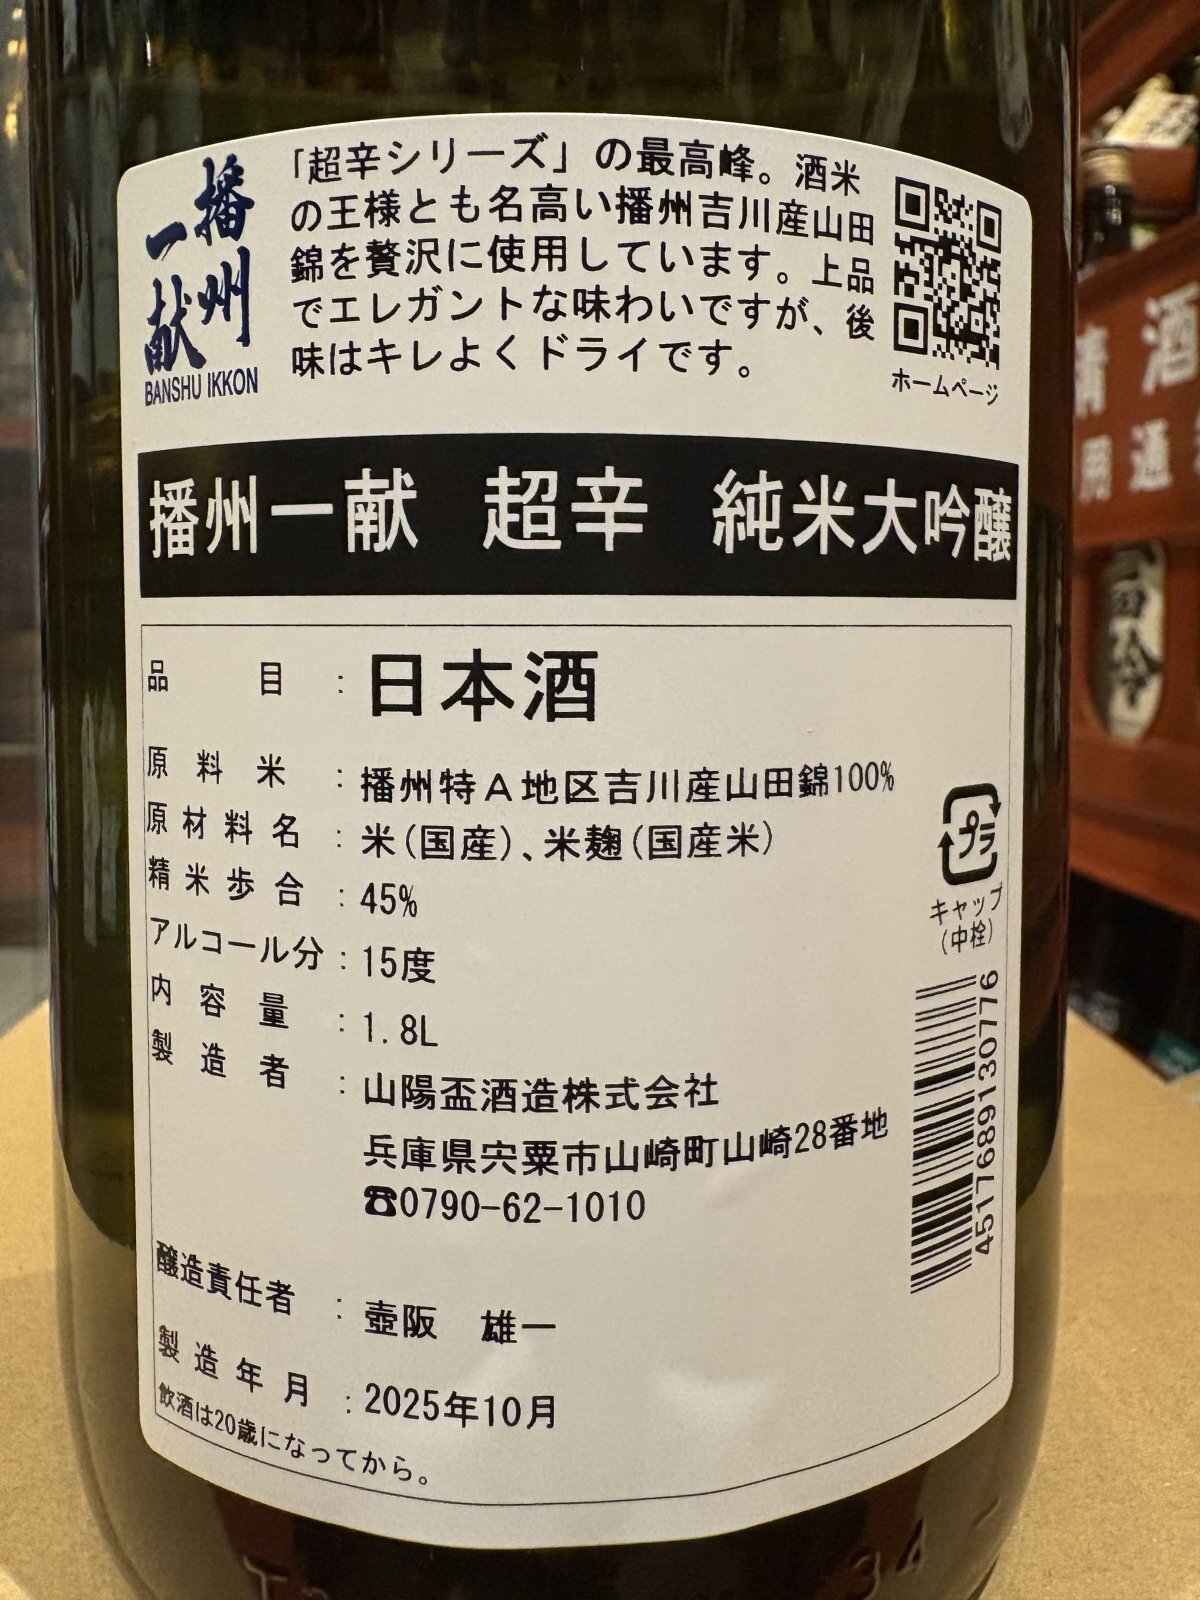 播州
一献
BANSHU IKKON
「超辛シリーズ」の最高峰。酒米
の王様とも名高い播州吉川産山田
錦を贅沢に使用しています。上品
でエレガントな味わいですが、後
味はキレよくドライです。
ホームページ
播州一献 超辛 純米大吟醸
品目：日本酒
原料米：播州特A地区吉川産山田錦100%
原材料名：米(国産)、米麹(国産米)
精米歩合：45%
アルコール分：15度
内容量：1.8L
製造者：山陽盃酒造株式会社
兵庫県宍粟市山崎町山崎28番地
☎0790-62-1010
醸造責任者：壺阪 雄一
製造年月：2025年10月
飲酒は20歳になってから。
プラ
キャップ
(中栓)
4517689130776
清酒